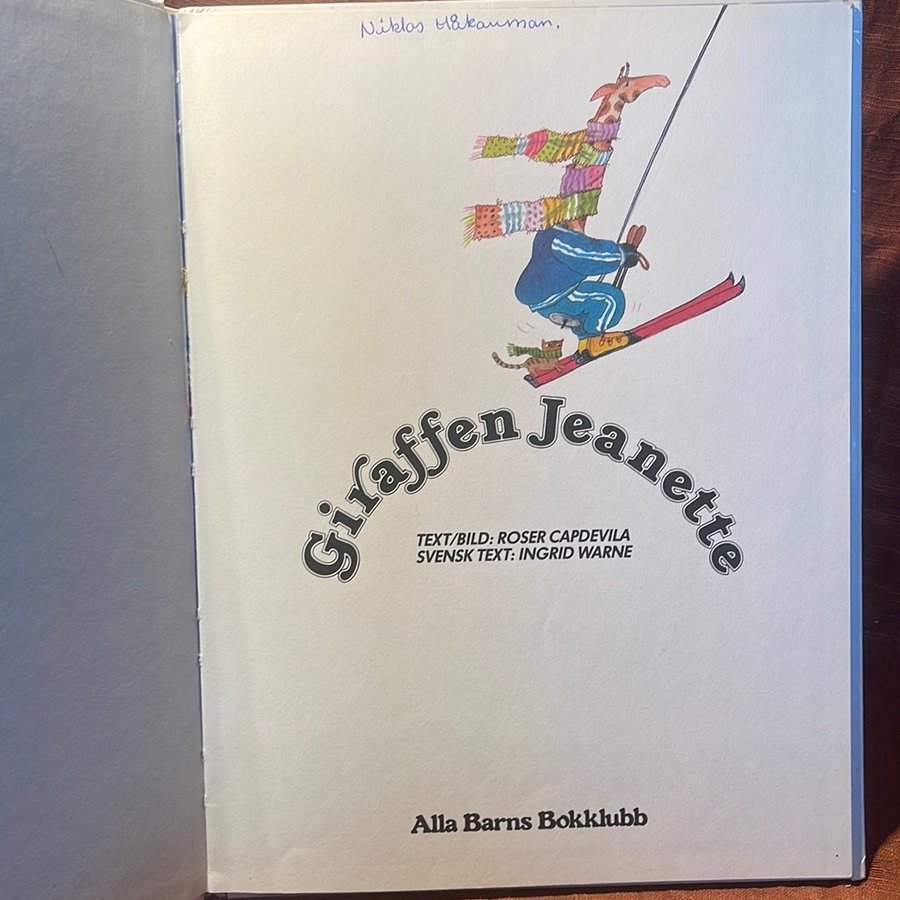 Niklas Håkansson.
Giraffen Jeanette
TEXT/BILD: ROSER CAPDEVILA
SVENSK TEXT: INGRID WARNE
Alla Barns Bokklubb